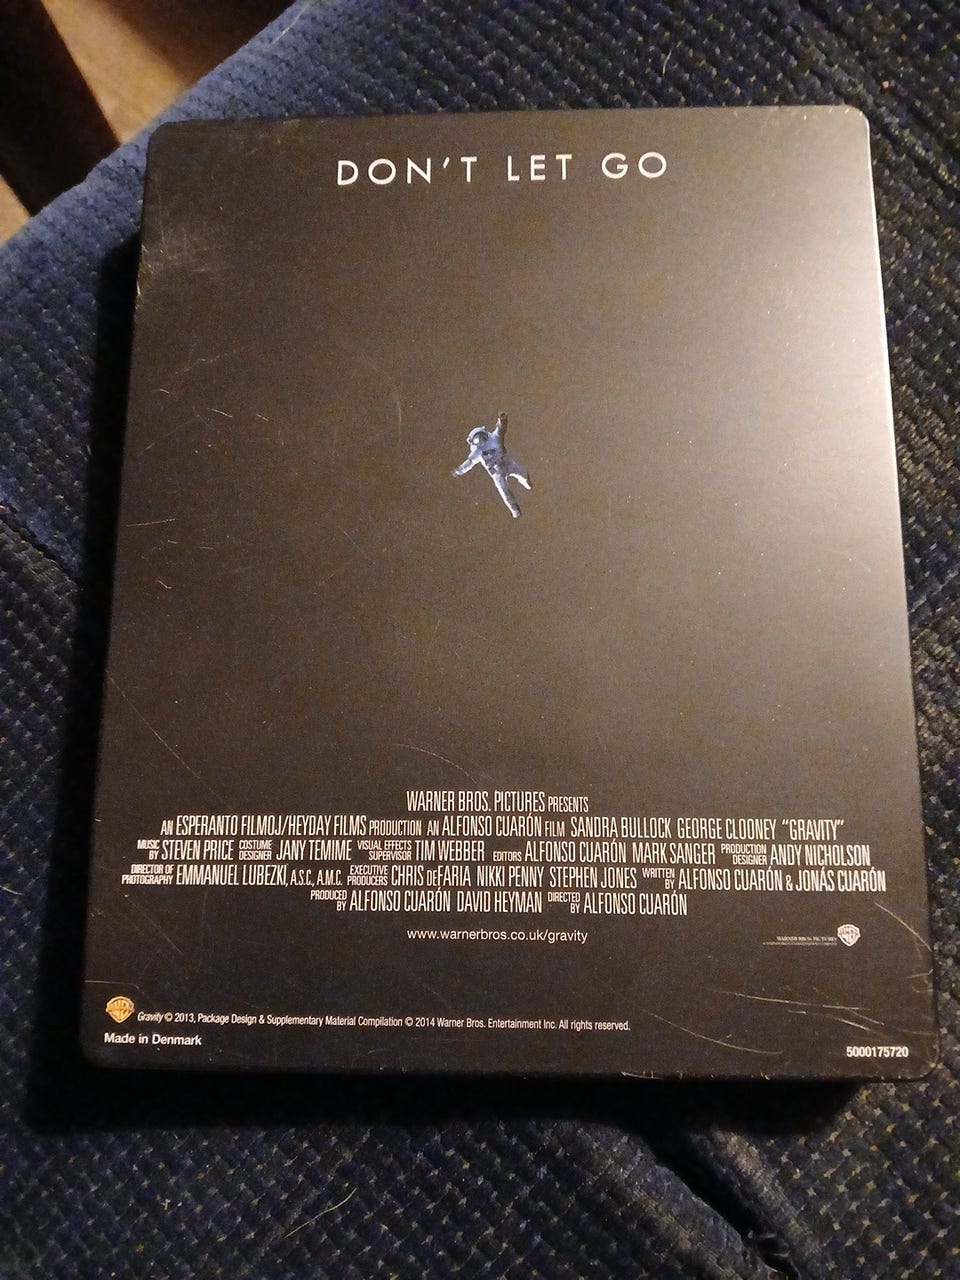 DON'T LET GO
WARNER BROS. PICTURES PRESENTS
AN ESPERANTO FILMOJ/HEYDAY FILMS PRODUCTION AN ALFONSO CUARÓN FILM SANDRA BULLOCK GEORGE CLOONEY "GRAVITY"
MUSIC BY STEVEN PRICE COSTUME DESIGNER JANY TEMIME VISUAL EFFECTS SUPERVISOR TIM WEBBER EDITORS ALFONSO CUARÓN MARK SANGER PRODUCTION DESIGNER ANDY NICHOLSON
DIRECTOR OF PHOTOGRAPHY EMMANUEL LUBEZKI, A.S.C., A.M.C. EXECUTIVE PRODUCERS CHRIS deFARIA NIKKI PENNY STEPHEN JONES WRITTEN BY ALFONSO CUARÓN & JONÁS CUARÓN
PRODUCED BY ALFONSO CUARÓN DAVID HEYMAN DIRECTED BY ALFONSO CUARÓN
www.warnerbros.co.uk/gravity
WARNER BROS. PICTURES
Gravity © 2013, Package Design & Supplementary Material Compilation © 2014 Warner Bros. Entertainment Inc. All rights reserved.
Made in Denmark
5000175720